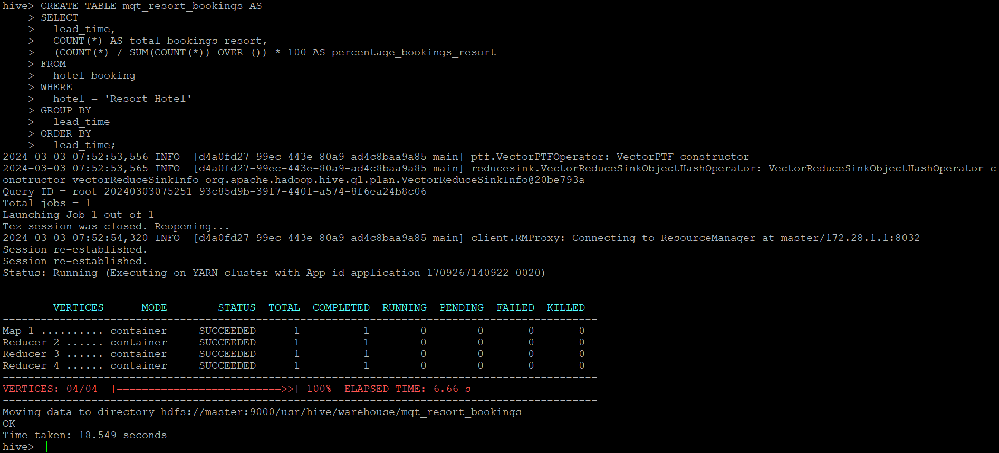 hive> CREATE TABLE mqt_resort_bookings AS
    > SELECT
    >   lead_time,
    >   COUNT(*) AS total_bookings_resort,
    >   (COUNT(*) / SUM(COUNT(*)) OVER ()) * 100 AS percentage_bookings_resort
    > FROM
    >   hotel_booking
    > WHERE
    >   hotel = 'Resort Hotel'
    > GROUP BY
    >   lead_time
    > ORDER BY
    >   lead_time;
2024-03-03 07:52:53,556 INFO  [d4a0fd27-99ec-443e-80a9-ad4c8baa9a85 main] ptf.VectorPTFOperator: VectorPTF constructor
2024-03-03 07:52:53,565 INFO  [d4a0fd27-99ec-443e-80a9-ad4c8baa9a85 main] reducesink.VectorReduceSinkObjectHashOperator: VectorReduceSinkObjectHashOperator c
onstructor vectorReduceSinkInfo org.apache.hadoop.hive.ql.plan.VectorReduceSinkInfo@20be793a
Query ID = root_20240303075251_93c85d9b-39f7-440f-a574-8f6ea24b8c06
Total jobs = 1
Launching Job 1 out of 1
Tez session was closed. Reopening...
2024-03-03 07:52:54,320 INFO  [d4a0fd27-99ec-443e-80a9-ad4c8baa9a85 main] client.RMProxy: Connecting to ResourceManager at master/172.28.1.1:8032
Session re-established.
Session re-established.
Status: Running (Executing on YARN cluster with App id application_1709267140922_0020)
----------------------------------------------------------------------------------------------
        VERTICES      MODE        STATUS  TOTAL  COMPLETED  RUNNING  PENDING  FAILED  KILLED
----------------------------------------------------------------------------------------------
Map 1 .......... container     SUCCEEDED      1          1        0        0       0       0
Reducer 2 ...... container     SUCCEEDED      1          1        0        0       0       0
Reducer 3 ...... container     SUCCEEDED      1          1        0        0       0       0
Reducer 4 ...... container     SUCCEEDED      1          1        0        0       0       0
----------------------------------------------------------------------------------------------
VERTICES: 04/04  [==========================>>] 100%  ELAPSED TIME: 6.66 s
----------------------------------------------------------------------------------------------
Moving data to directory hdfs://master:9000/usr/hive/warehouse/mqt_resort_bookings
OK
Time taken: 18.549 seconds
hive>